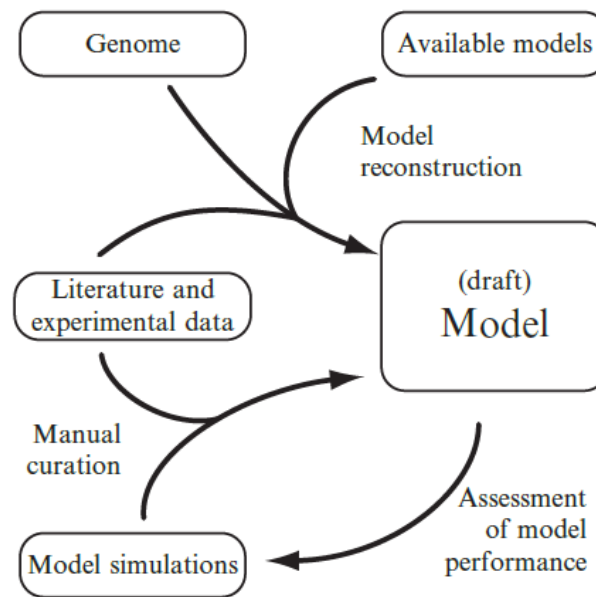 Genome
Available models
Model
reconstruction
Literature and
experimental data
(draft)
Model
Manual
curation
Assessment
of model
performance
Model simulations